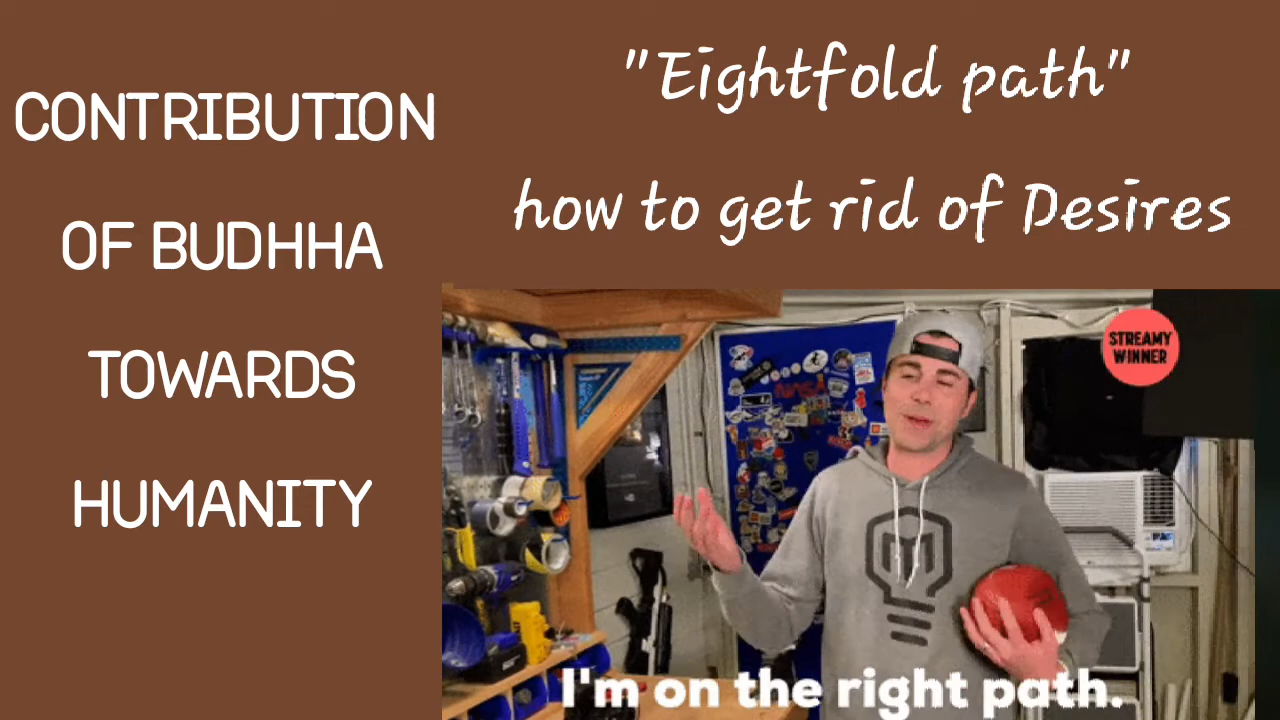 CONTRIBUTION
OF BUDHHA
TOWARDS
HUMANITY
"Eightfold path"
how to get rid of Desires
STREAMY
WINNER
NASA
M
I'm on the right path.